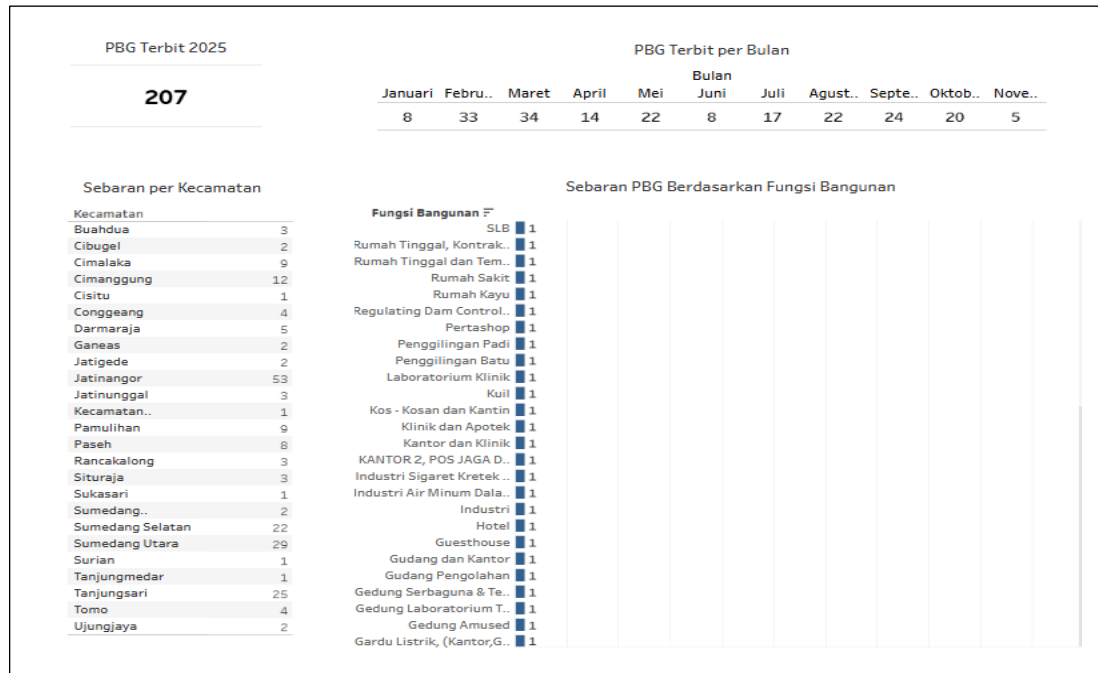 PBG Terbit 2025
207
PBG Terbit per Bulan
Bulan
Januari Febru.. Maret April Mei Juni Juli Agust.. Septe.. Oktob.. Nove..
8 33 34 14 22 8 17 22 24 20 5
Sebaran per Kecamatan
Kecamatan
Buahdua 3
Cibugel 2
Cimalaka 9
Cimanggung 12
Cisitu 1
Conggeang 4
Darmaraja 5
Ganeas 2
Jatigede 2
Jatinangor 53
Jatinunggal 3
Kecamatan.. 1
Pamulihan 9
Paseh 8
Rancakalong 3
Situraja 3
Sukasari 1
Sumedang.. 2
Sumedang Selatan 22
Sumedang Utara 29
Surian 1
Tanjungmedar 1
Tanjungsari 25
Tomo 4
Ujungjaya 2
Sebaran PBG Berdasarkan Fungsi Bangunan
Fungsi Bangunan
SLB 1
Rumah Tinggal, Kontrak.. 1
Rumah Tinggal dan Tem.. 1
Rumah Sakit 1
Rumah Kayu 1
Regulating Dam Control.. 1
Pertashop 1
Penggilingan Padi 1
Penggilingan Batu 1
Laboratorium Klinik 1
Kuil 1
Kos - Kosan dan Kantin 1
Klinik dan Apotek 1
Kantor dan Klinik 1
KANTOR 2, POS JAGA D.. 1
Industri Sigaret Kretek .. 1
Industri Air Minum Dala.. 1
Industri 1
Hotel 1
Guesthouse 1
Gudang dan Kantor 1
Gudang Pengolahan 1
Gedung Serbaguna & Te.. 1
Gedung Laboratorium T.. 1
Gedung Amused 1
Gardu Listrik, (Kantor,G.. 1